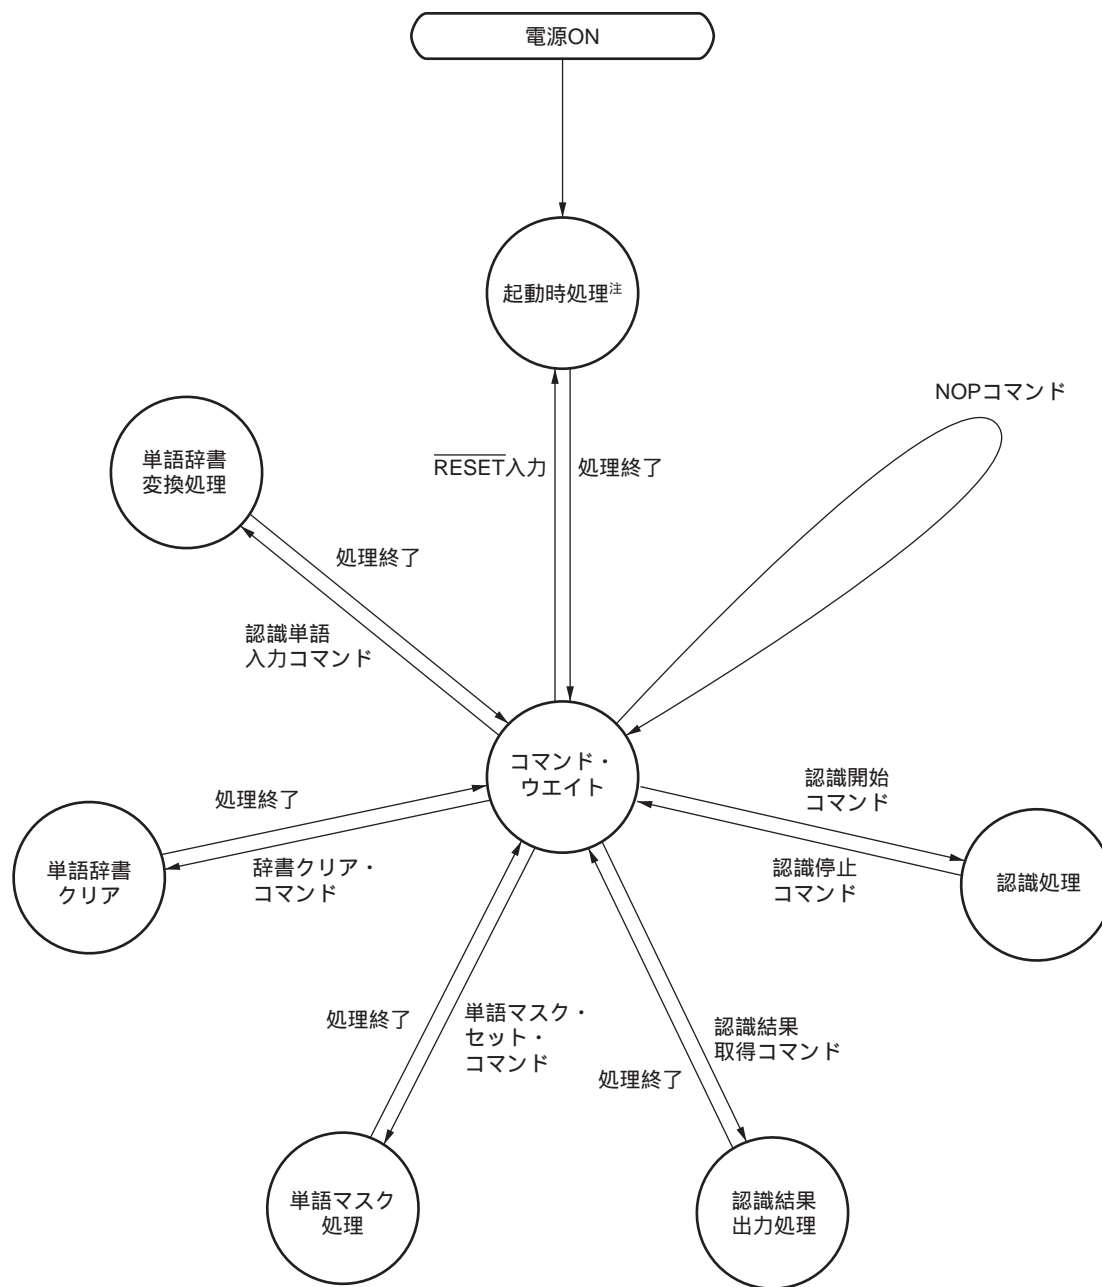 電源ON
起動時処理注
NOPコマンド
単語辞書
変換処理
RESET入力
処理終了
処理終了
認識単語
入力コマンド
コマンド・
ウエイト
認識開始
コマンド
処理終了
単語辞書
クリア
辞書クリア・
コマンド
認識停止
コマンド
認識処理
処理終了
単語マスク・
セット・
コマンド
認識結果
取得コマンド
処理終了
単語マスク
処理
認識結果
出力処理